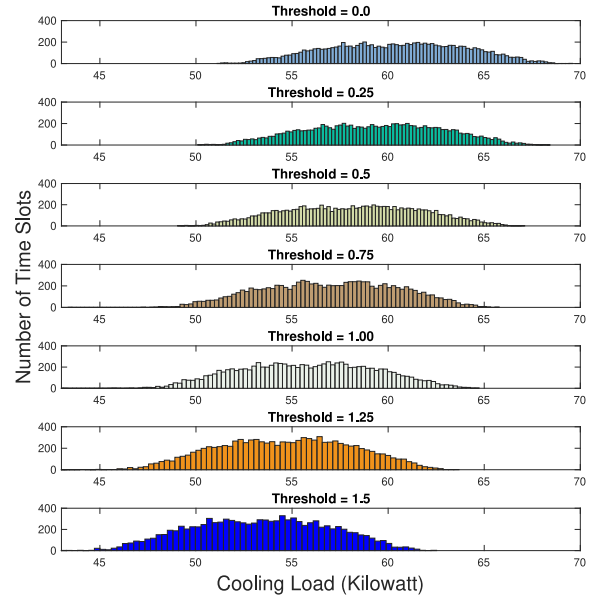 Threshold = 0.0
400
200
0
45 50 55 60 65 70
Threshold = 0.25
400
200
0
45 50 55 60 65 70
Threshold = 0.5
400
200
0
45 50 55 60 65 70
Threshold = 0.75
400
200
0
45 50 55 60 65 70
Threshold = 1.00
400
200
0
45 50 55 60 65 70
Threshold = 1.25
400
200
0
45 50 55 60 65 70
Threshold = 1.5
400
200
0
45 50 55 60 65 70
Number of Time Slots
Cooling Load (Kilowatt)